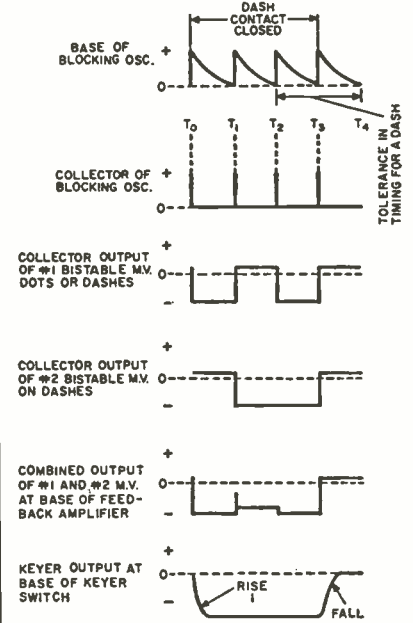 DASH
CONTACT
CLOSED
BASE OF
BLOCKING OSC.
+
0
TOLERANCE IN
TIMING FOR A DASH
T0 T1 T2 T3 T4
COLLECTOR OF
BLOCKING OSC.
+
0
COLLECTOR OUTPUT
OF #1 BISTABLE M.V.
DOTS OR DASHES
+
0
-
COLLECTOR OUTPUT
OF #2 BISTABLE M.V.
ON DASHES
+
0
-
COMBINED OUTPUT
OF #1 AND #2 M.V.
AT BASE OF FEED-
BACK AMPLIFIER
+
0
-
KEYER OUTPUT AT
BASE OF KEYER
SWITCH
+
0
-
RISE
FALL